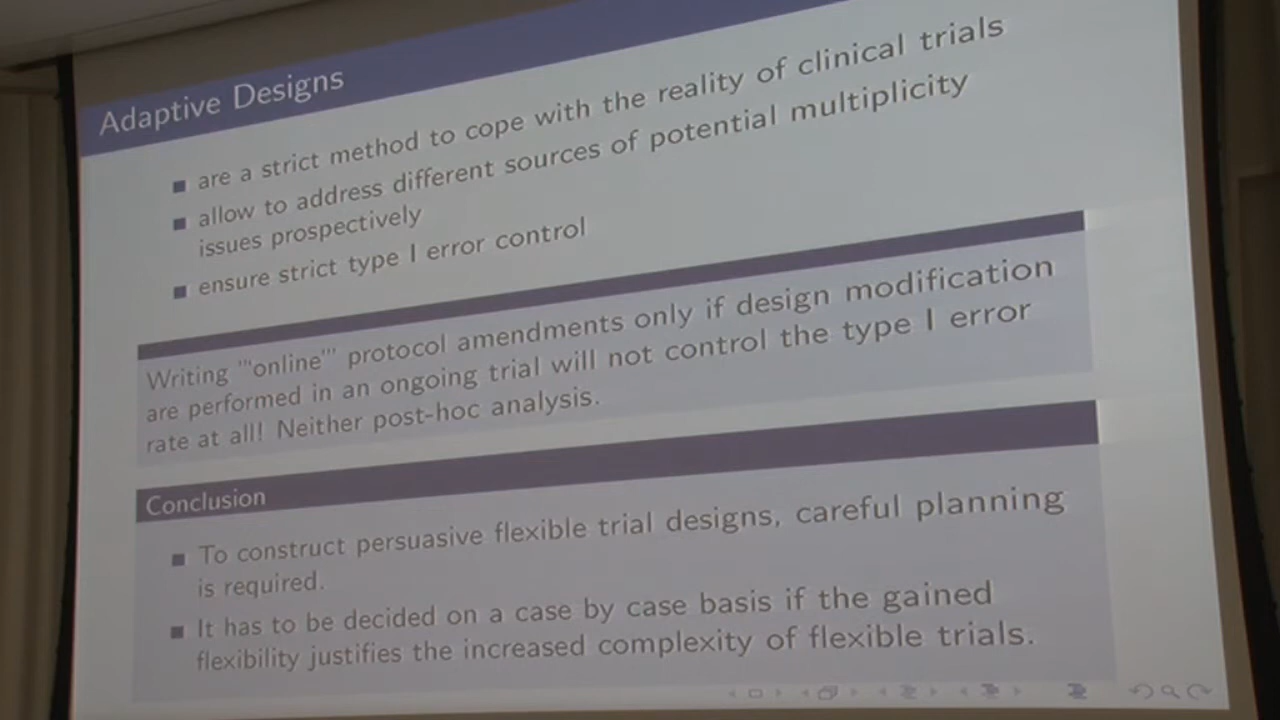 Adaptive Designs
are a strict method to cope with the reality of clinical trials
allow to address different sources of potential multiplicity
issues prospectively
ensure strict type I error control
Writing "'online"' protocol amendments only if design modification
are performed in an ongoing trial will not control the type I error
rate at all! Neither post-hoc analysis.
Conclusion
To construct persuasive flexible trial designs, careful planning
is required.
It has to be decided on a case by case basis if the gained
flexibility justifies the increased complexity of flexible trials.